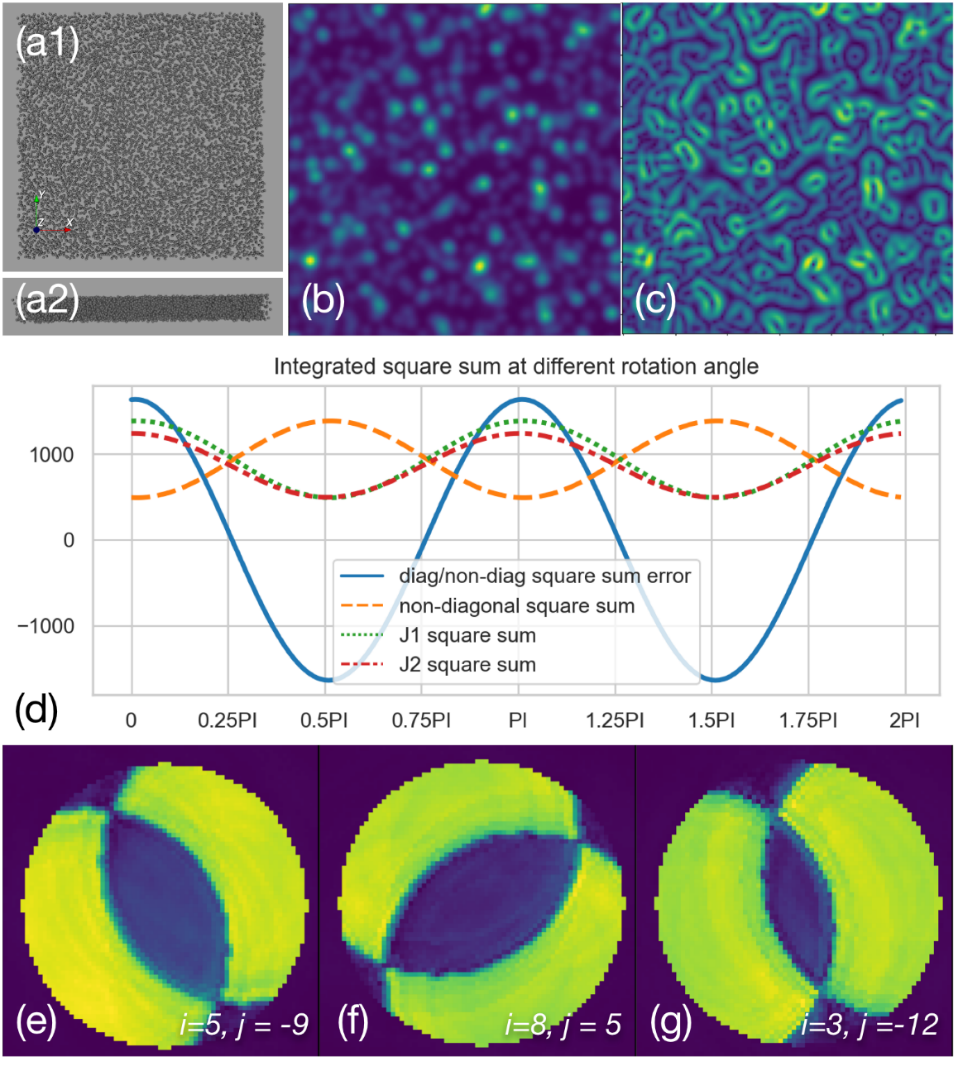 (a1)
Y
Z X
(a2)
(b)
(c)
Integrated square sum at different rotation angle
1000
0
−1000
diag/non-diag square sum error
non-diagonal square sum
J1 square sum
J2 square sum
(d)
0 0.25PI 0.5PI 0.75PI PI 1.25PI 1.5PI 1.75PI 2PI
(e) i=5, j = -9
(f) i=8, j = 5
(g) i=3, j =-12